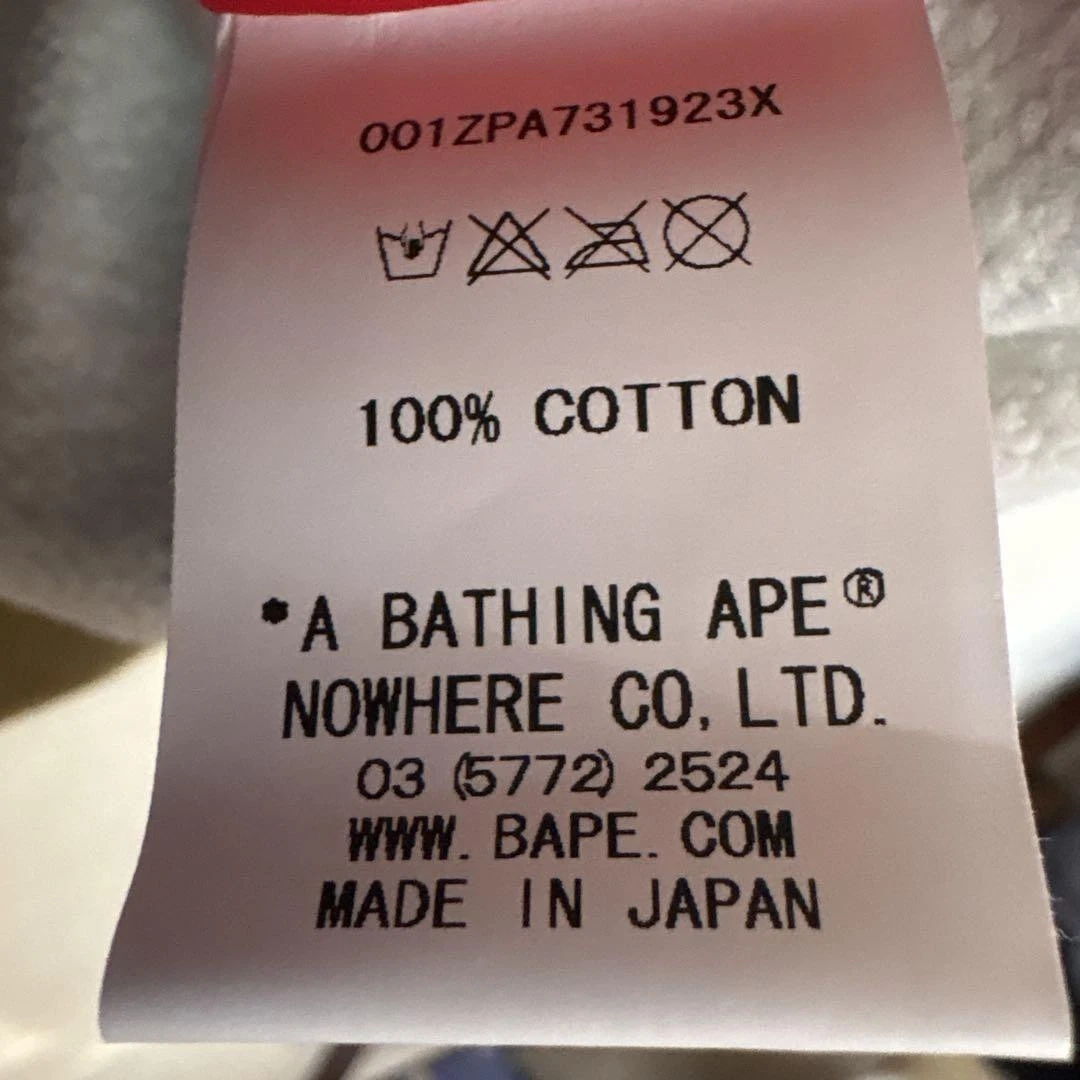 001ZPA731923X
100% COTTON
*A BATHING APE®
NOWHERE CO, LTD.
03 (5772) 2524
WWW. BAPE. COM
MADE IN JAPAN